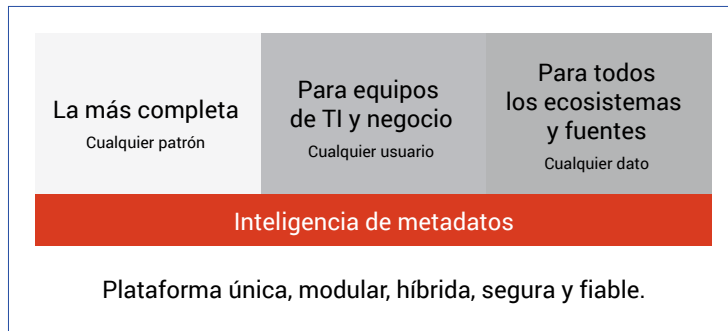 La más completa
Cualquier patrón
Para equipos
de TI y negocio
Cualquier usuario
Para todos
los ecosistemas
y fuentes
Cualquier dato
Inteligencia de metadatos
Plataforma única, modular, híbrida, segura y fiable.